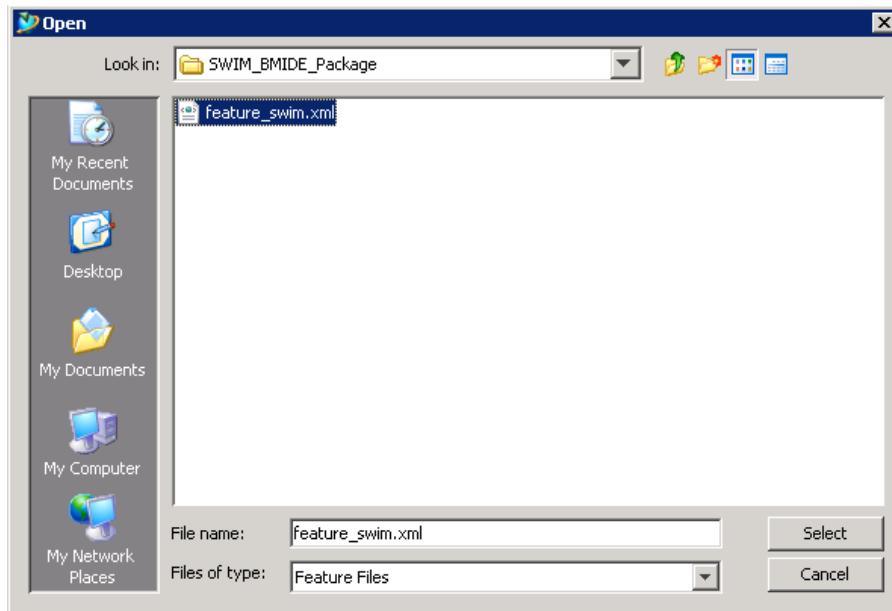 Open
Look in:
SWIM_BMIDE_Package
feature_swim.xml
My Recent
Documents
Desktop
My Documents
My Computer
My Network
Places
File name:
feature_swim.xml
Select
Files of type:
Feature Files
Cancel